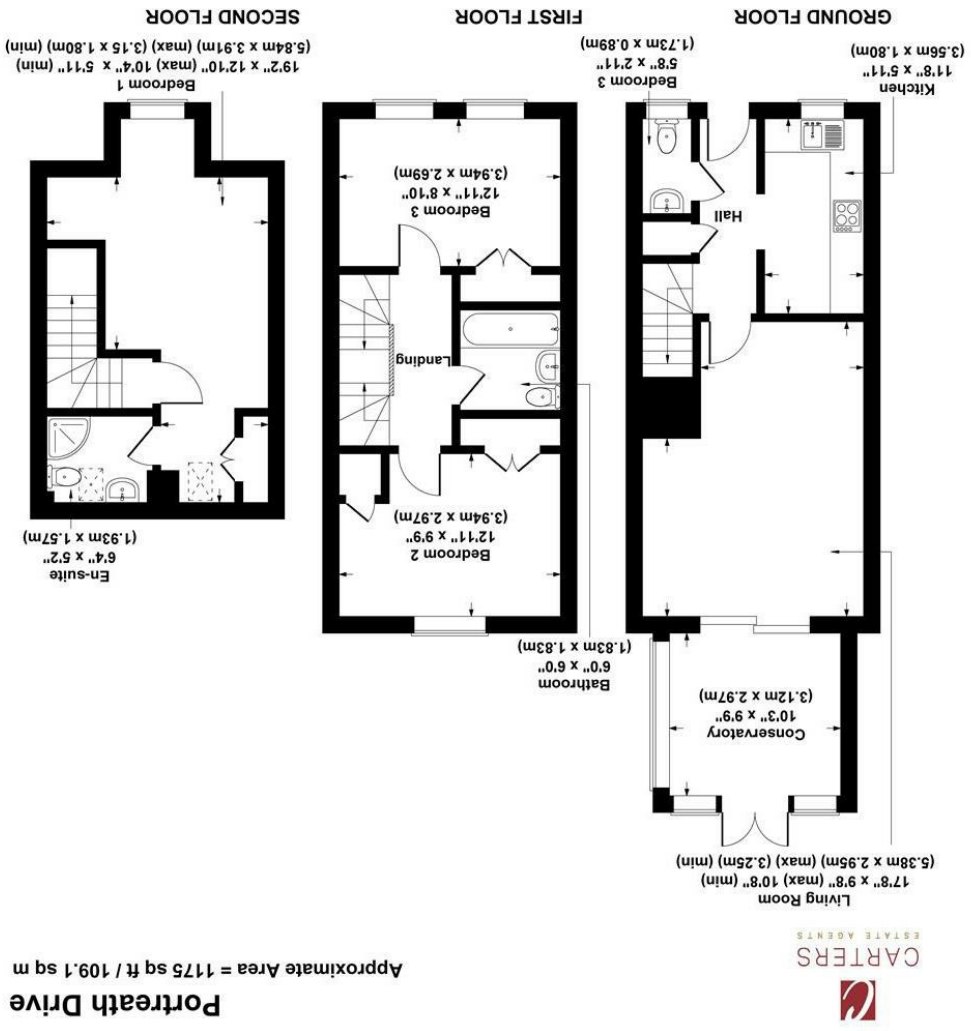 CARTERS
ESTATE AGENTS
Portreath Drive
Approximate Area = 1175 sq ft / 109.1 sq m
Living Room
17'8" x 9'8" (max) 10'8" (min)
(5.38m x 2.95m) (max) (3.25m) (min)
Conservatory
10'3" x 9'9"
(3.12m x 2.97m)
Hall
Kitchen
11'8" x 5'11"
(3.56m x 1.80m)
Bedroom 3
5'8" x 2'11"
(1.73m x 0.89m)
GROUND FLOOR
Bathroom
6'0" x 6'0"
(1.83m x 1.83m)
Bedroom 2
12'11" x 9'9"
(3.94m x 2.97m)
Landing
Bedroom 3
12'11" x 8'10"
(3.94m x 2.69m)
FIRST FLOOR
En-suite
6'4" x 5'2"
(1.93m x 1.57m)
Bedroom 1
19'2" x 12'10" (max) 10'4" x 5'11" (min)
(5.84m x 3.91m) (max) (3.15 x 1.80m) (min)
SECOND FLOOR